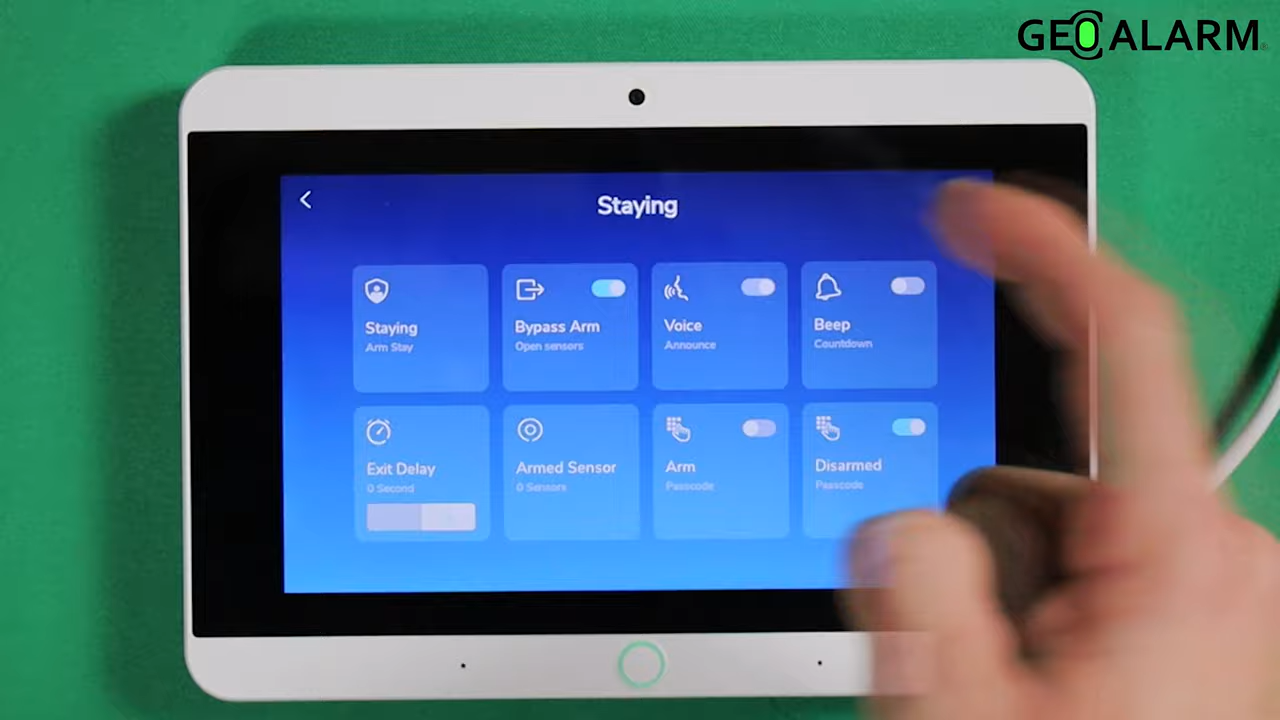 GEOALARM
Staying
Staying
Arm Stay
Bypass Arm
Open sensors
Voice
Announce
Beep
Countdown
Exit Delay
0 Second
Armed Sensor
0 Sensors
Arm
Passcode
Disarmed
Passcode